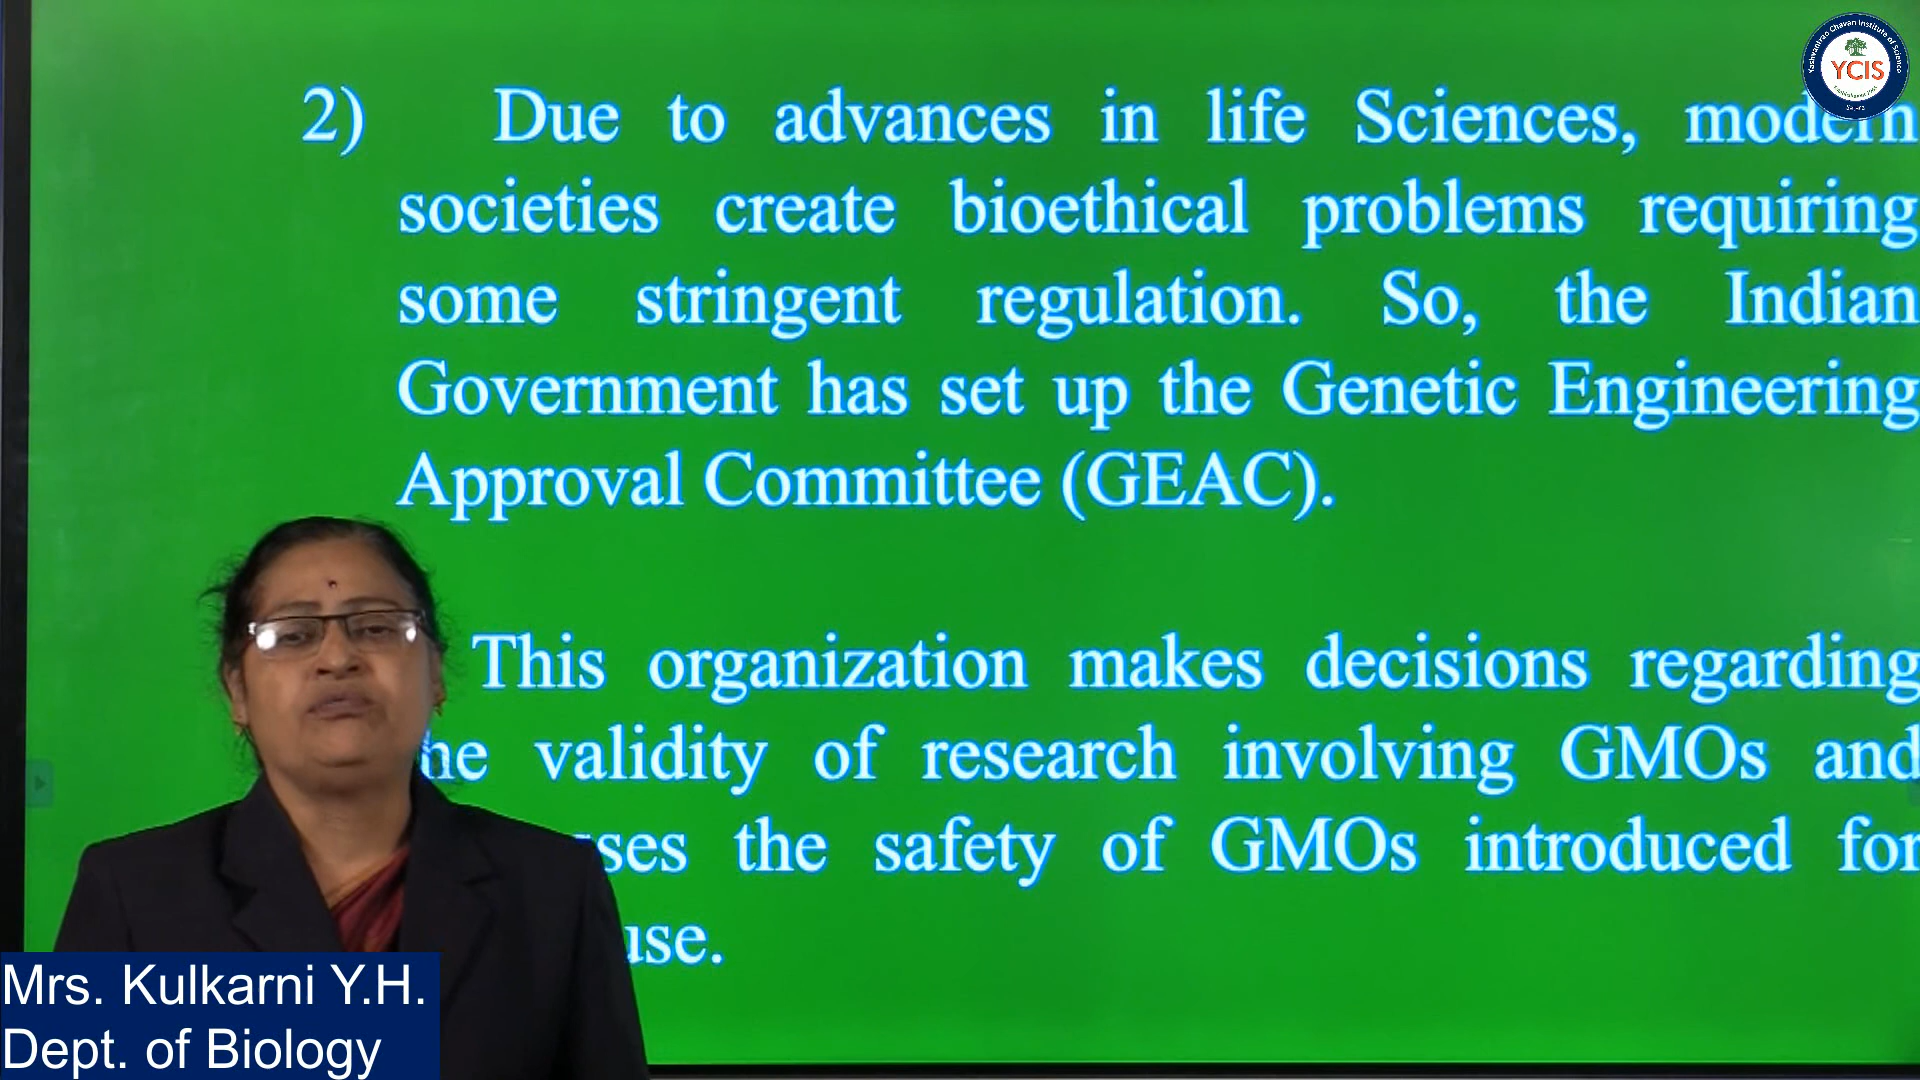 YCIS
2) Due to advances in life Sciences, modern
societies create bioethical problems requiring
some stringent regulation. So, the Indian
Government has set up the Genetic Engineering
Approval Committee (GEAC).
This organization makes decisions regarding
validity of research involving GMOs and
the safety of GMOs introduced for
use.
Mrs. Kulkarni Y.H.
Dept. of Biology